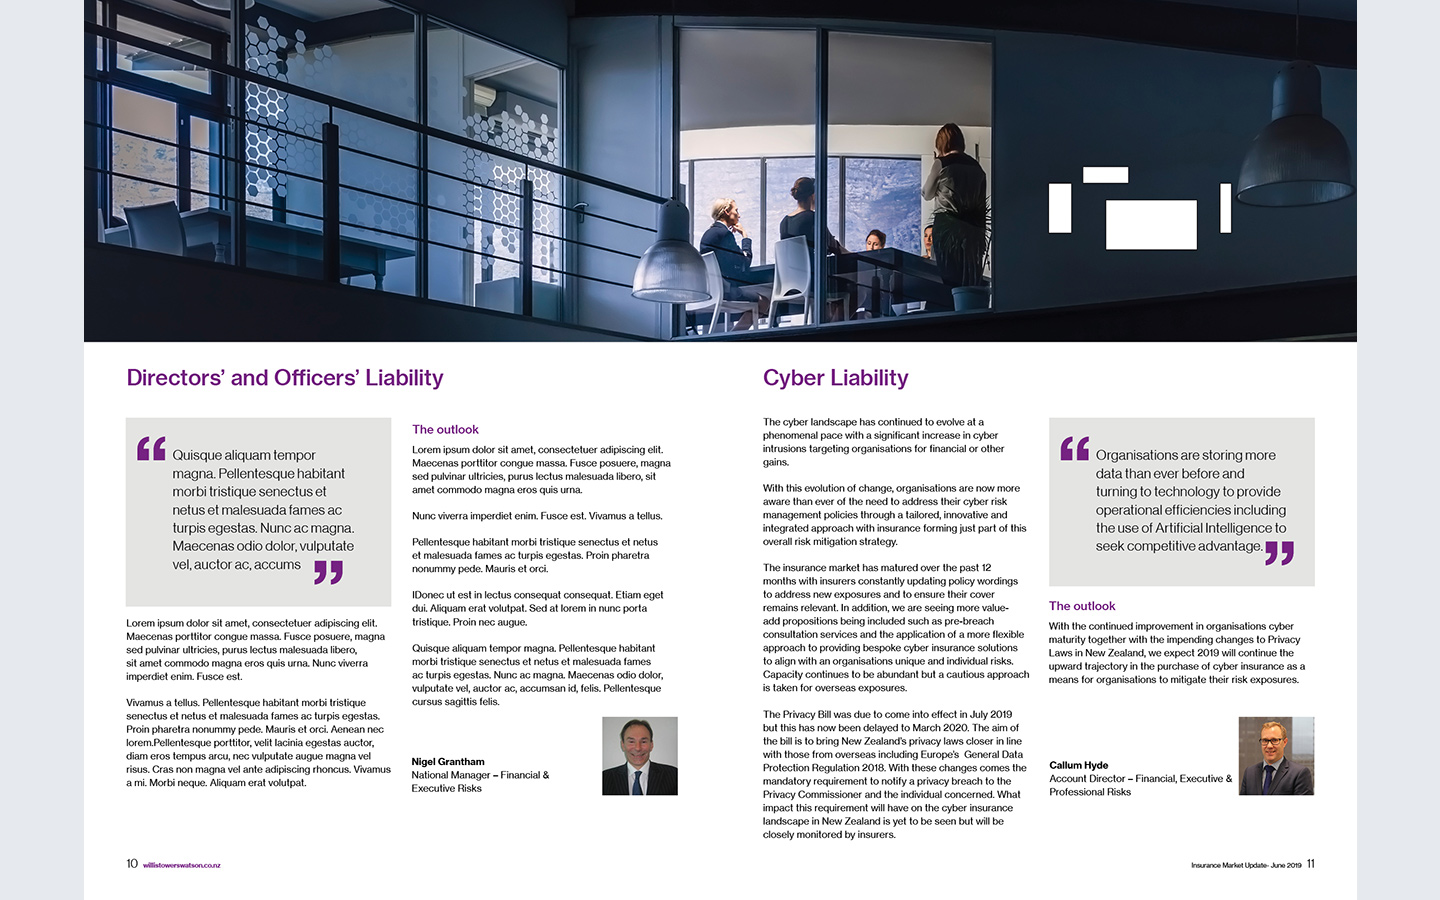 Directors’ and Officers’ Liability
“ Quisque aliquam tempor
magna. Pellentesque habitant
morbi tristique senectus et
netus et malesuada fames ac
turpis egestas. Nunc ac magna.
Maecenas odio dolor, vulputate
vel, auctor ac, accums ”
Lorem ipsum dolor sit amet, consectetuer adipiscing elit.
Maecenas porttitor congue massa. Fusce posuere, magna
sed pulvinar ultricies, purus lectus malesuada libero,
sit amet commodo magna eros quis urna. Nunc viverra
imperdiet enim. Fusce est.
Vivamus a tellus. Pellentesque habitant morbi tristique
senectus et netus et malesuada fames ac turpis egestas.
Proin pharetra nonummy pede. Mauris et orci. Aenean nec
lorem.Pellentesque porttitor, velit lacinia egestas auctor,
diam eros tempus arcu, nec vulputate augue magna vel
risus. Cras non magna vel ante adipiscing rhoncus. Vivamus
a mi. Morbi neque. Aliquam erat volutpat.
The outlook
Lorem ipsum dolor sit amet, consectetuer adipiscing elit.
Maecenas porttitor congue massa. Fusce posuere, magna
sed pulvinar ultricies, purus lectus malesuada libero, sit
amet commodo magna eros quis urna.
Nunc viverra imperdiet enim. Fusce est. Vivamus a tellus.
Pellentesque habitant morbi tristique senectus et netus
et malesuada fames ac turpis egestas. Proin pharetra
nonummy pede. Mauris et orci.
IDonec ut est in lectus consequat consequat. Etiam eget
dui. Aliquam erat volutpat. Sed at lorem in nunc porta
tristique. Proin nec augue.
Quisque aliquam tempor magna. Pellentesque habitant
morbi tristique senectus et netus et malesuada fames
ac turpis egestas. Nunc ac magna. Maecenas odio dolor,
vulputate vel, auctor ac, accumsan id, felis. Pellentesque
cursus sagittis felis.
Nigel Grantham
National Manager – Financial &
Executive Risks
10 willistowerswatson.co.nz
Cyber Liability
The cyber landscape has continued to evolve at a
phenomenal pace with a significant increase in cyber
intrusions targeting organisations for financial or other
gains.
With this evolution of change, organisations are now more
aware than ever of the need to address their cyber risk
management policies through a tailored, innovative and
integrated approach with insurance forming just part of this
overall risk mitigation strategy.
The insurance market has matured over the past 12
months with insurers constantly updating policy wordings
to address new exposures and to ensure their cover
remains relevant. In addition, we are seeing more value-
add propositions being included such as pre-breach
consultation services and the application of a more flexible
approach to providing bespoke cyber insurance solutions
to align with an organisations unique and individual risks.
Capacity continues to be abundant but a cautious approach
is taken for overseas exposures.
The Privacy Bill was due to come into effect in July 2019
but this has now been delayed to March 2020. The aim of
the bill is to bring New Zealand’s privacy laws closer in line
with those from overseas including Europe’s General Data
Protection Regulation 2018. With these changes comes the
mandatory requirement to notify a privacy breach to the
Privacy Commissioner and the individual concerned. What
impact this requirement will have on the cyber insurance
landscape in New Zealand is yet to be seen but will be
closely monitored by insurers.
“ Organisations are storing more
data than ever before and
turning to technology to provide
operational efficiencies including
the use of Artificial Intelligence to
seek competitive advantage. ”
The outlook
With the continued improvement in organisations cyber
maturity together with the impending changes to Privacy
Laws in New Zealand, we expect 2019 will continue the
upward trajectory in the purchase of cyber insurance as a
means for organisations to mitigate their risk exposures.
Callum Hyde
Account Director – Financial, Executive &
Professional Risks
Insurance Market Update- June 2019 11